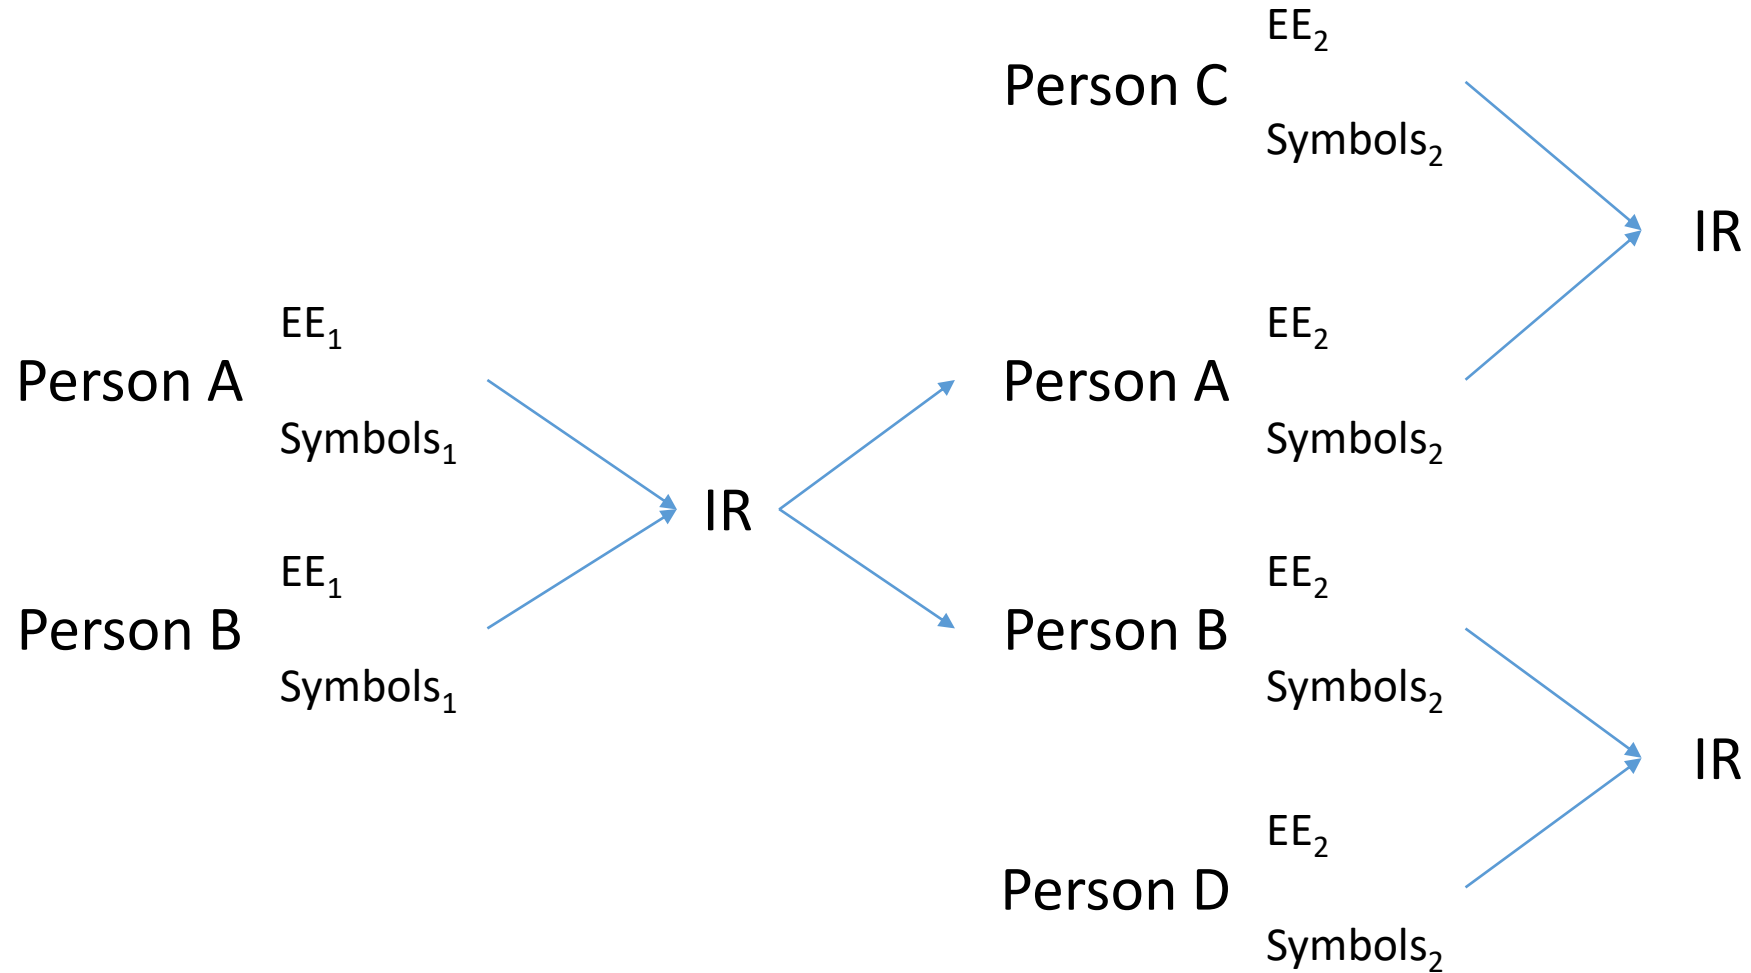 EE₂
Person C
Symbols₂
IR
EE₁
Person A
Symbols₁
EE₂
Person A
Symbols₂
IR
EE₁
Person B
Symbols₁
EE₂
Person B
Symbols₂
IR
EE₂
Person D
Symbols₂